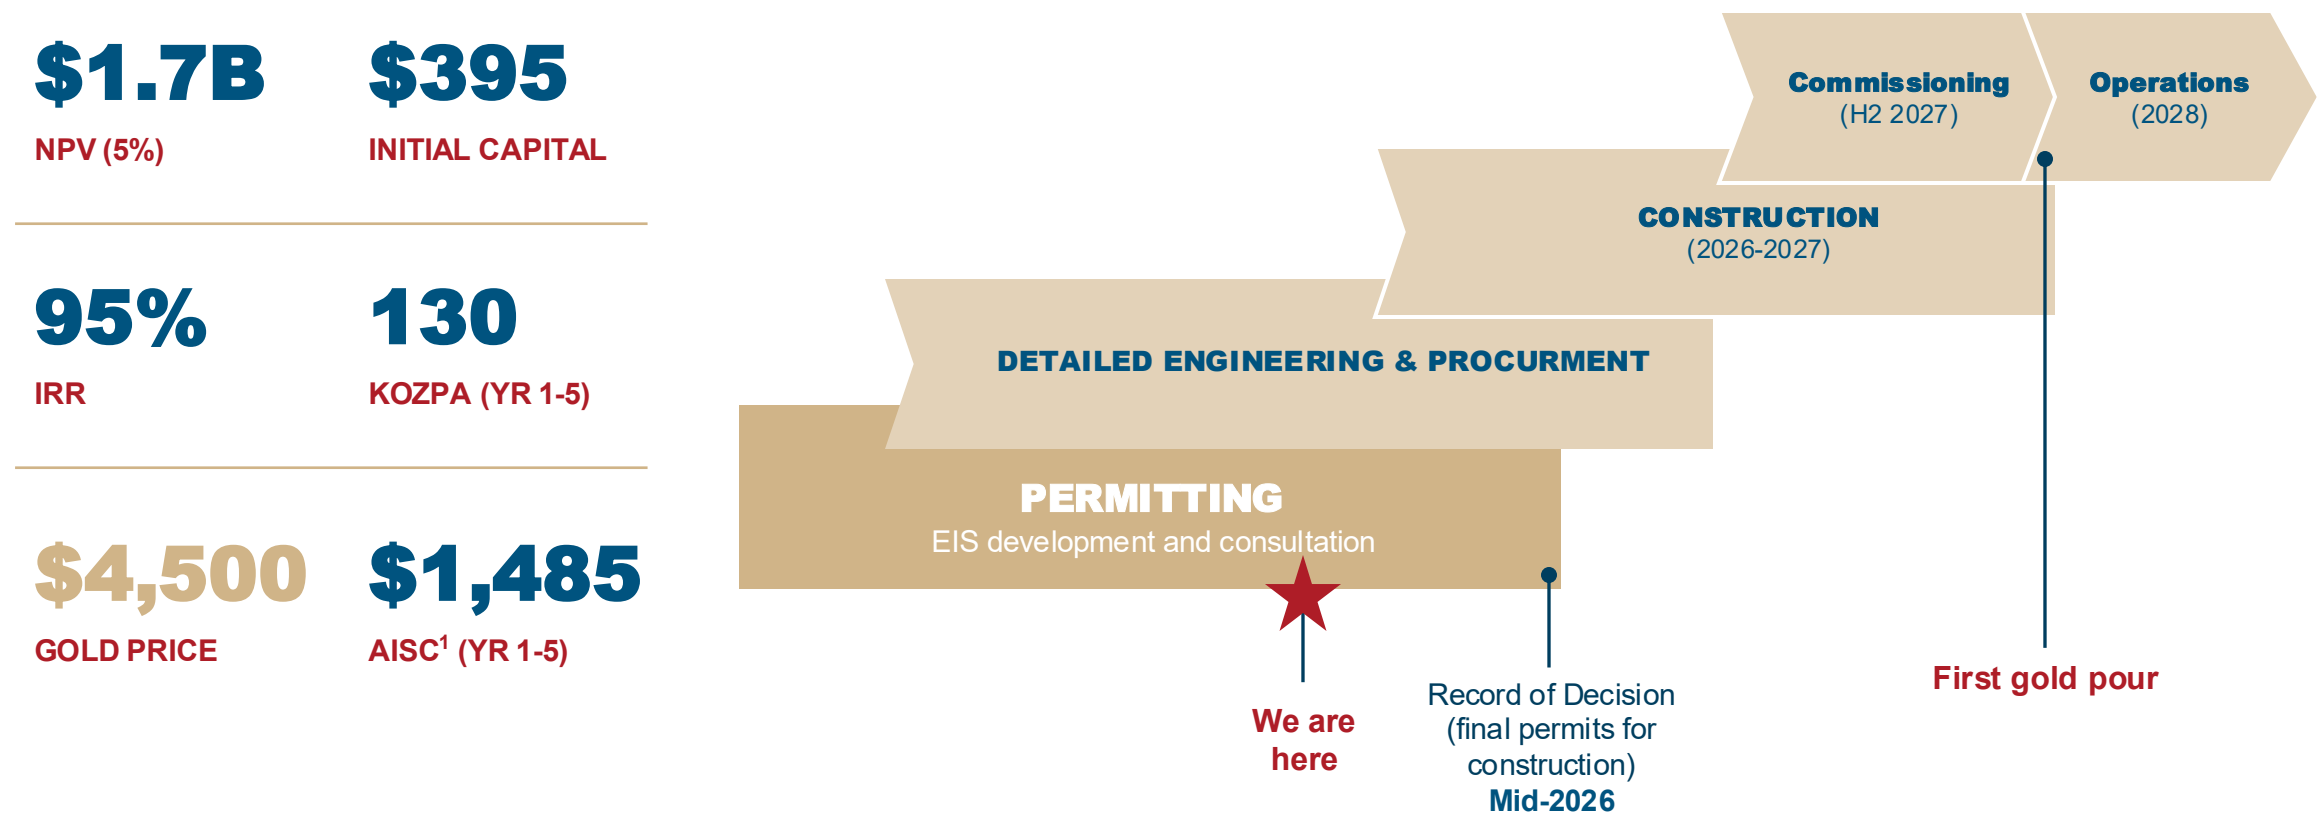 $1.7B
NPV (5%)
$395
INITIAL CAPITAL
95%
IRR
130
KOZPA (YR 1-5)
$4,500
GOLD PRICE
$1,485
AISC¹ (YR 1-5)
Commissioning
(H2 2027)
Operations
(2028)
CONSTRUCTION
(2026-2027)
DETAILED ENGINEERING & PROCURMENT
PERMITTING
EIS development and consultation
We are
here
Record of Decision
(final permits for
construction)
Mid-2026
First gold pour